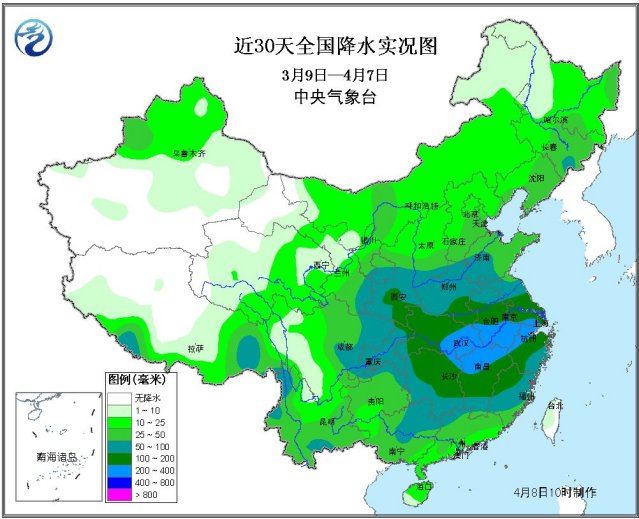 近30天全国降水实况图
3月9日—4月7日
中央气象台
哈尔滨
长春
乌鲁木齐
沈阳
呼和浩特
北京
天津
银川
太原
石家庄
西宁
兰州
济南
西安
郑州
合肥
南京
上海
拉萨
成都
武汉
杭州
重庆
南昌
长沙
贵阳
福州
台北
昆明
南宁
广州
香港
澳门
海口
图例(毫米)
无降水
1~10
10~25
25~50
50~100
100~200
200~400
400~800
>800
南海诸岛
4月8日10时制作